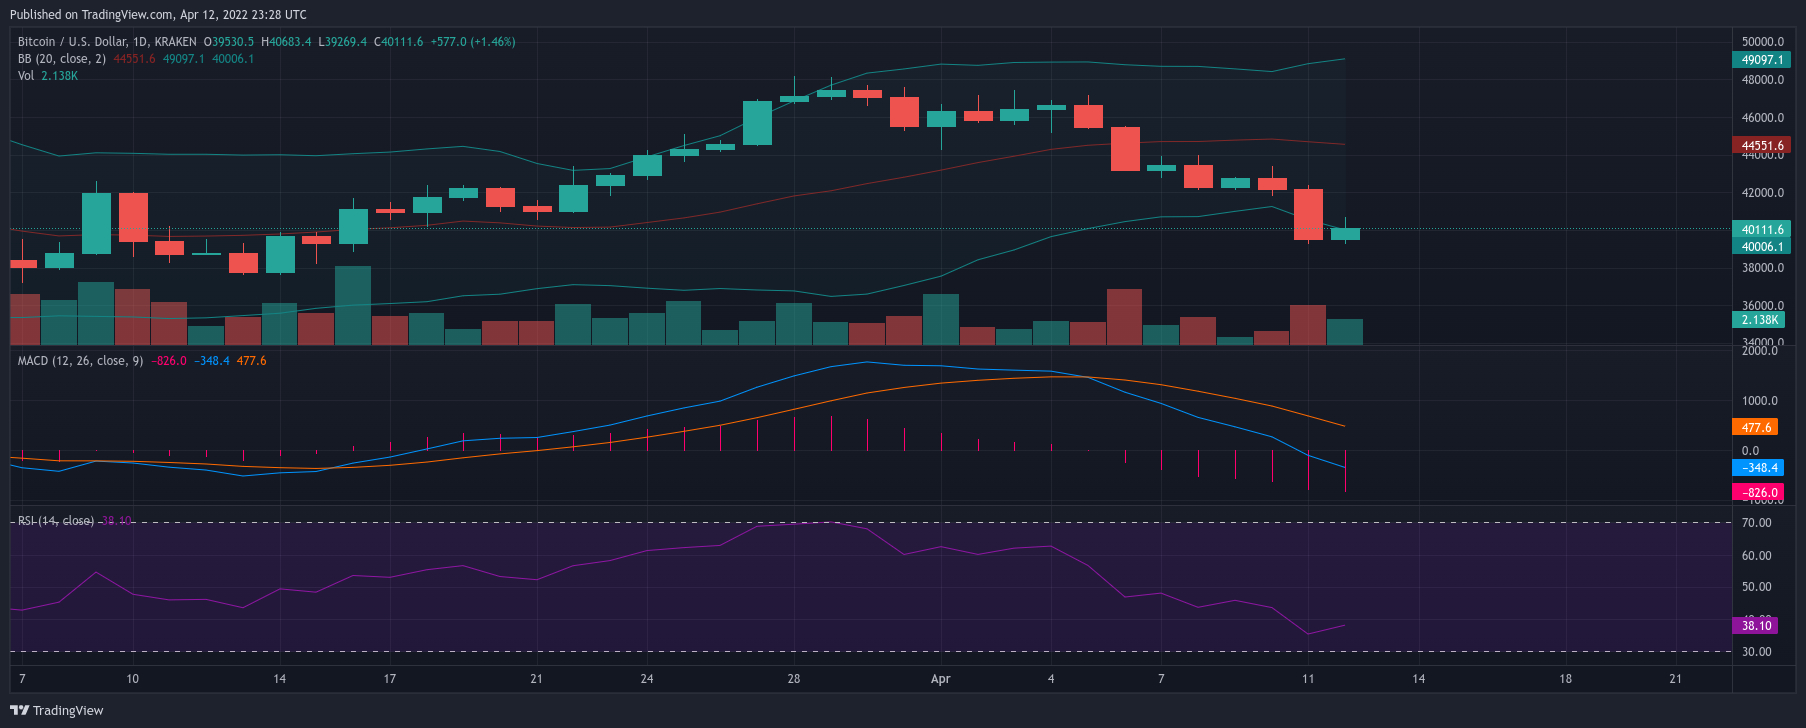 Published on TradingView.com, Apr 12, 2022 23:28 UTC
Bitcoin / U.S. Dollar, 1D, KRAKEN O39530.5 H40683.4 L39269.4 C40111.6 +577.0 (+1.46%)
BB (20, close, 2) 44551.6 49097.1 40006.1
Vol 2.138K
50000.0
49097.1
48000.0
46000.0
44551.6
44000.0
42000.0
40111.6
40006.1
38000.0
36000.0
2.138K
34000.0
MACD (12, 26, close, 9) −826.0 −348.4 477.6
2000.0
1000.0
477.6
0.0
−348.4
−826.0
−1000.0
RSI (14, close) 38.10
70.00
60.00
50.00
38.10
30.00
7 10 14 17 21 24 28 Apr 4 7 11 14 18 21
TradingView